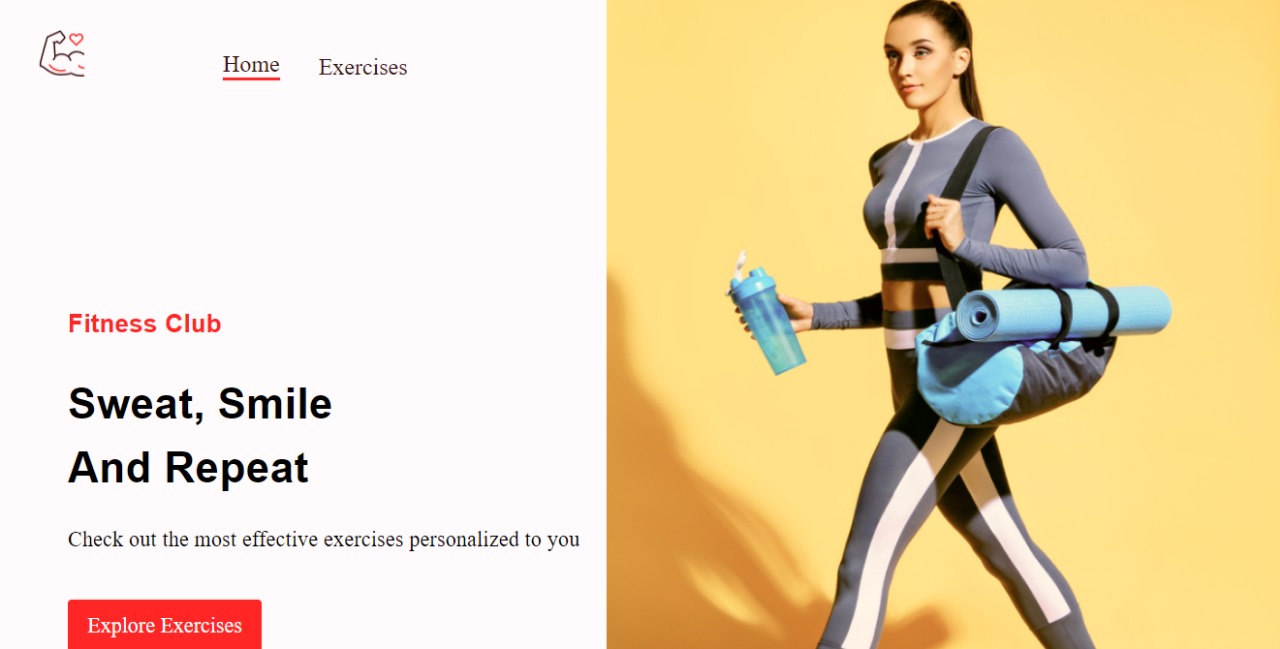 Home
Exercises
Fitness Club
Sweat, Smile
And Repeat
Check out the most effective exercises personalized to you
Explore Exercises